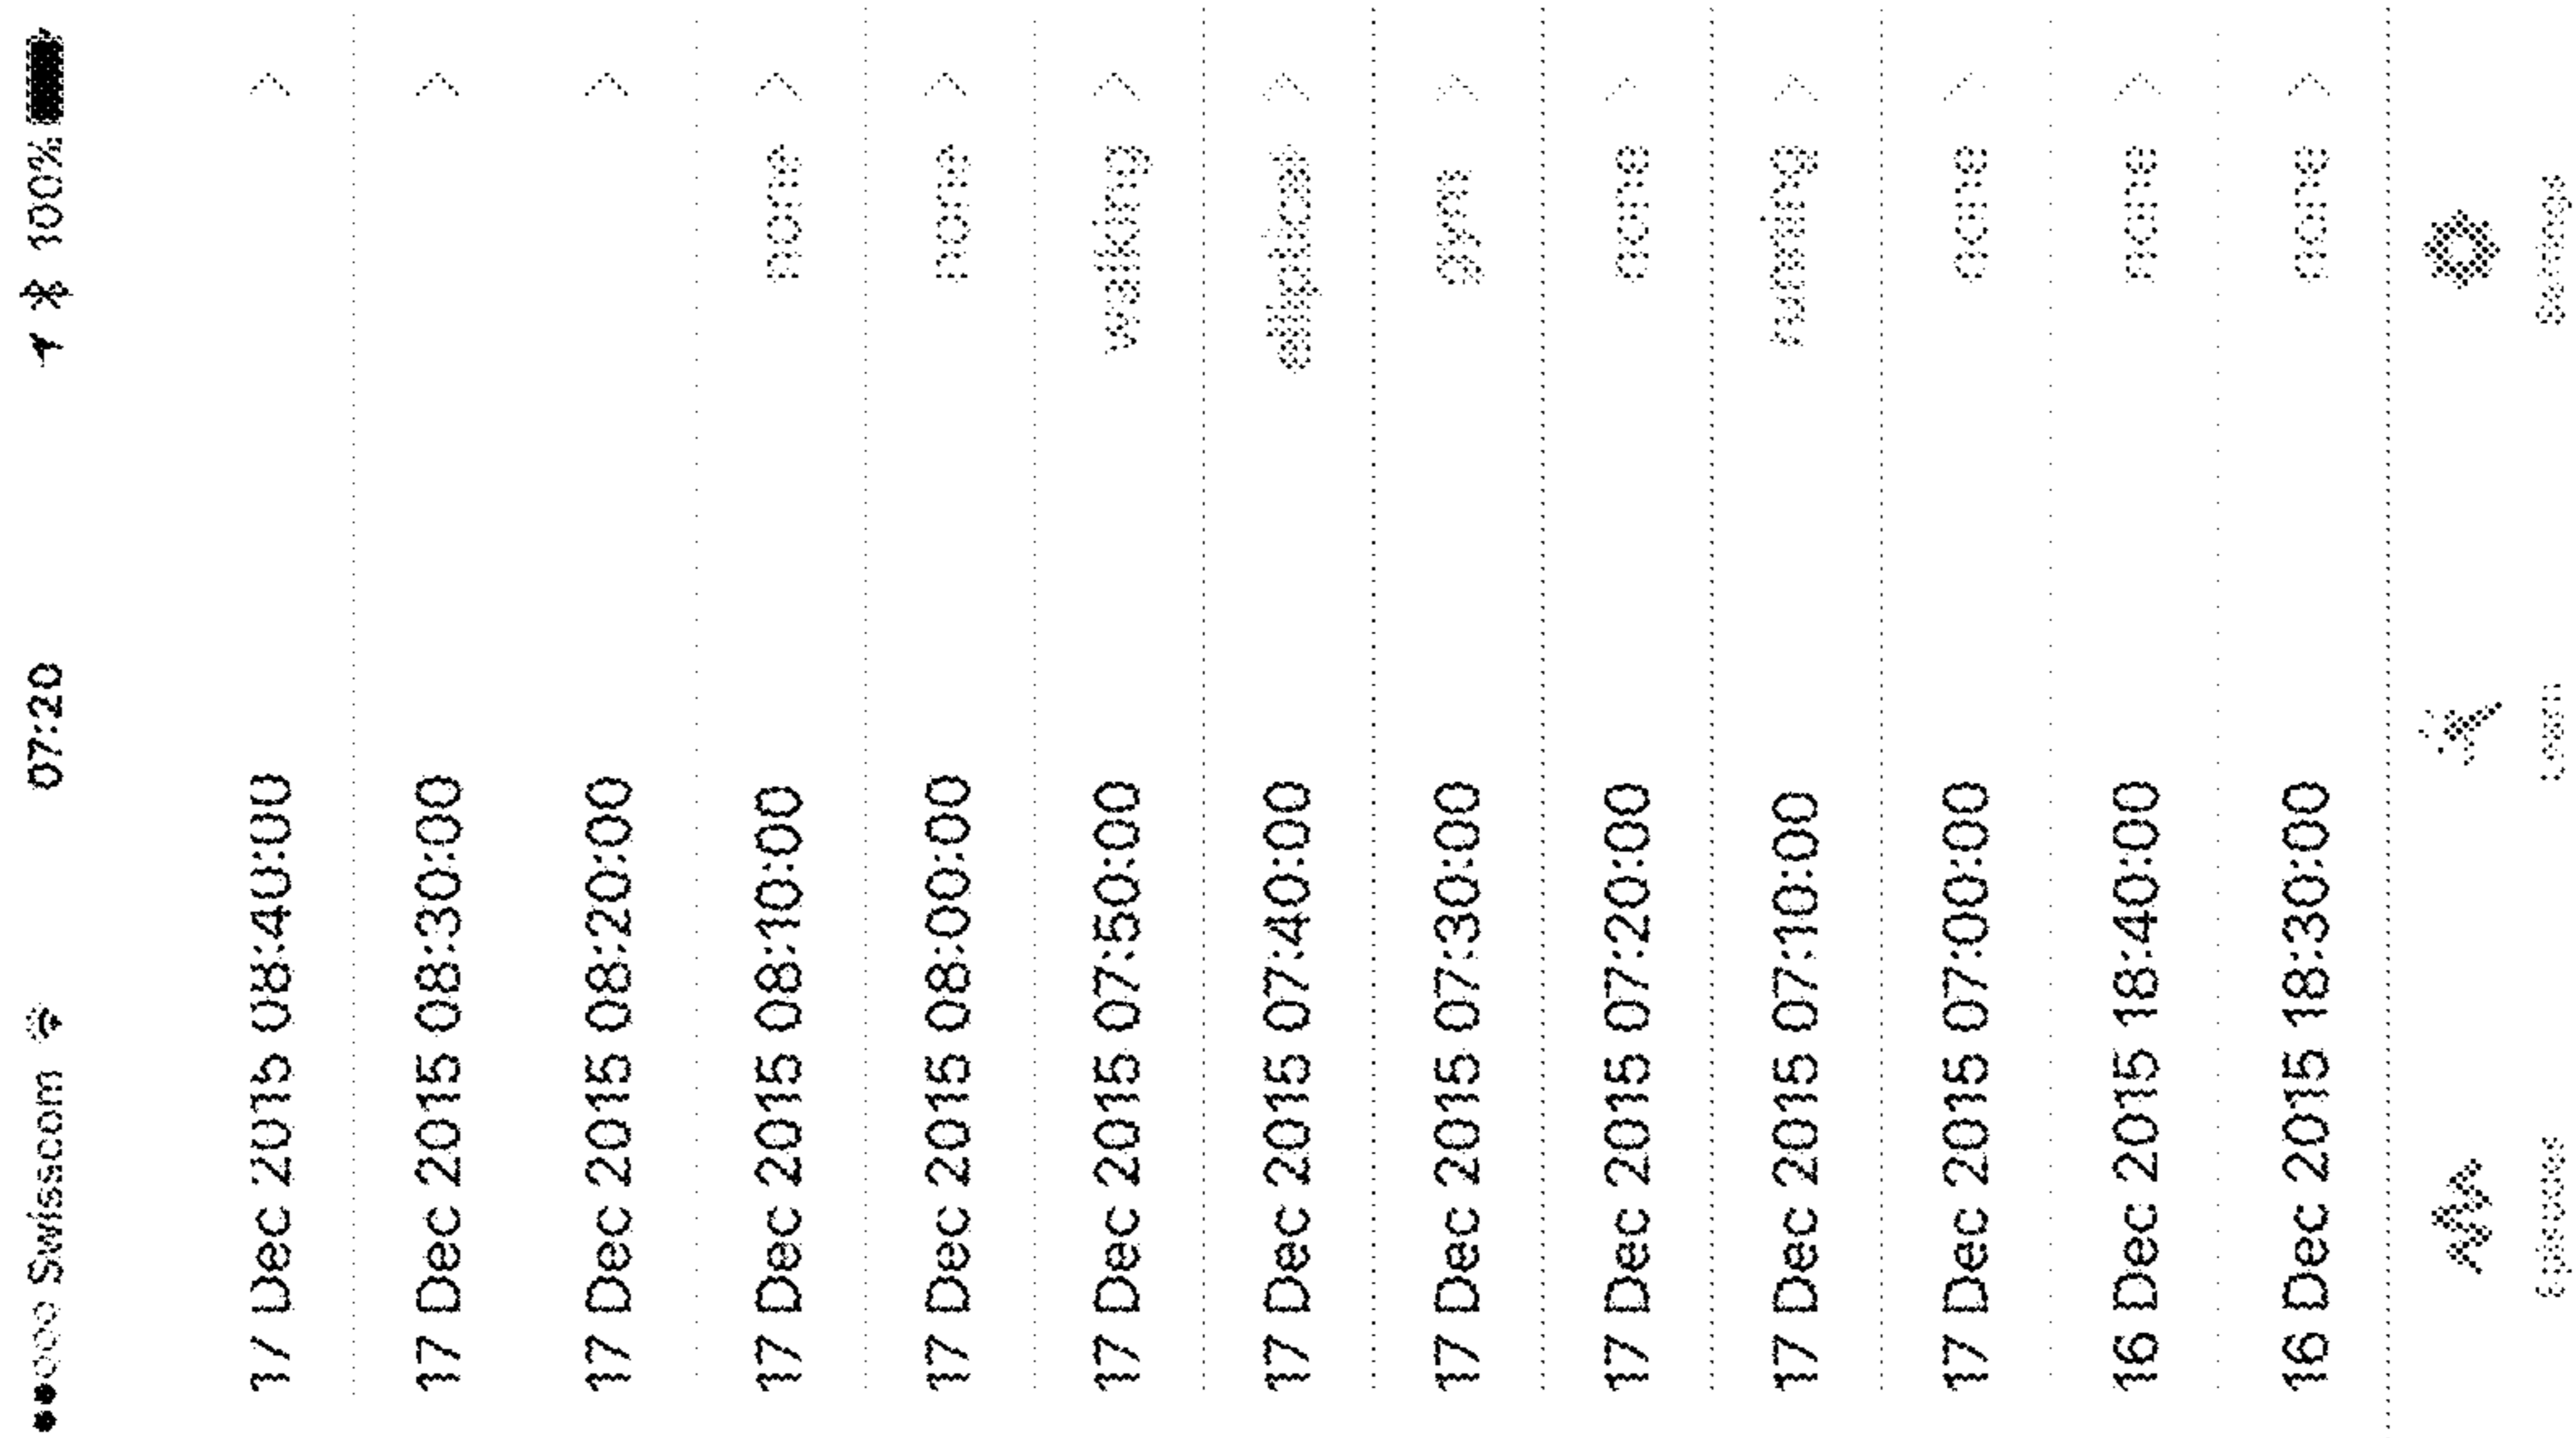 Swisscom 07:20 100%
17 Dec 2015 08:40:00
17 Dec 2015 08:30:00
17 Dec 2015 08:20:00
17 Dec 2015 08:10:00 none
17 Dec 2015 08:00:00 none
17 Dec 2015 07:50:00 walking
17 Dec 2015 07:40:00 elliptical
17 Dec 2015 07:30:00 gym
17 Dec 2015 07:20:00 none
17 Dec 2015 07:10:00 running
17 Dec 2015 07:00:00 none
16 Dec 2015 18:40:00 none
16 Dec 2015 18:30:00 none
Episodes Learn Settings